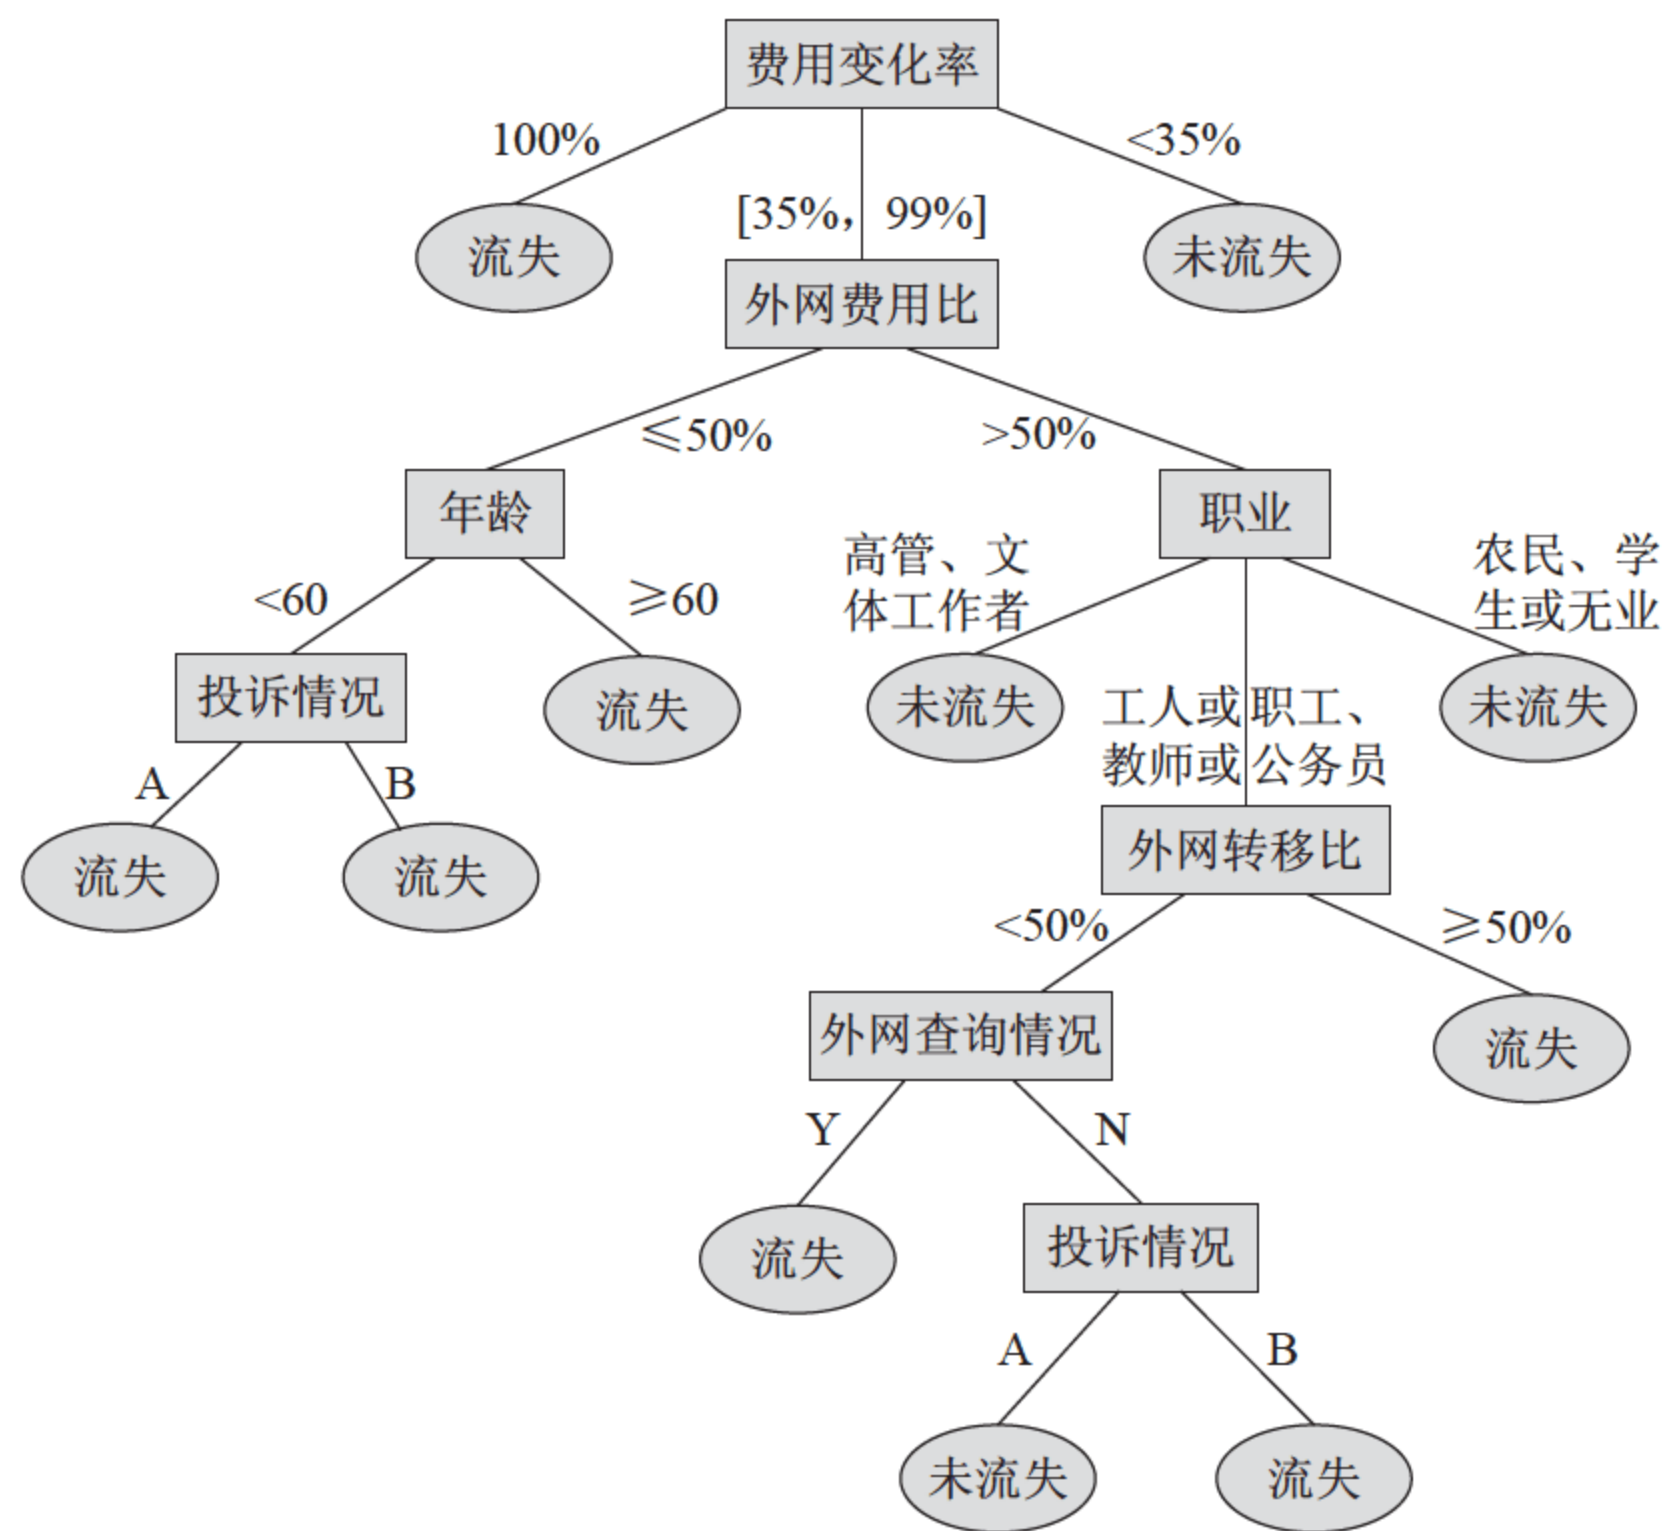 费用变化率
100%
<35%
[35%，99%]
流失
未流失
外网费用比
≤50%
>50%
年龄
职业
<60
≥60
高管、文
体工作者
农民、学
生或无业
投诉情况
流失
未流失
工人或职工、
教师或公务员
未流失
A
B
流失
流失
外网转移比
<50%
≥50%
外网查询情况
流失
Y
N
流失
投诉情况
A
B
未流失
流失